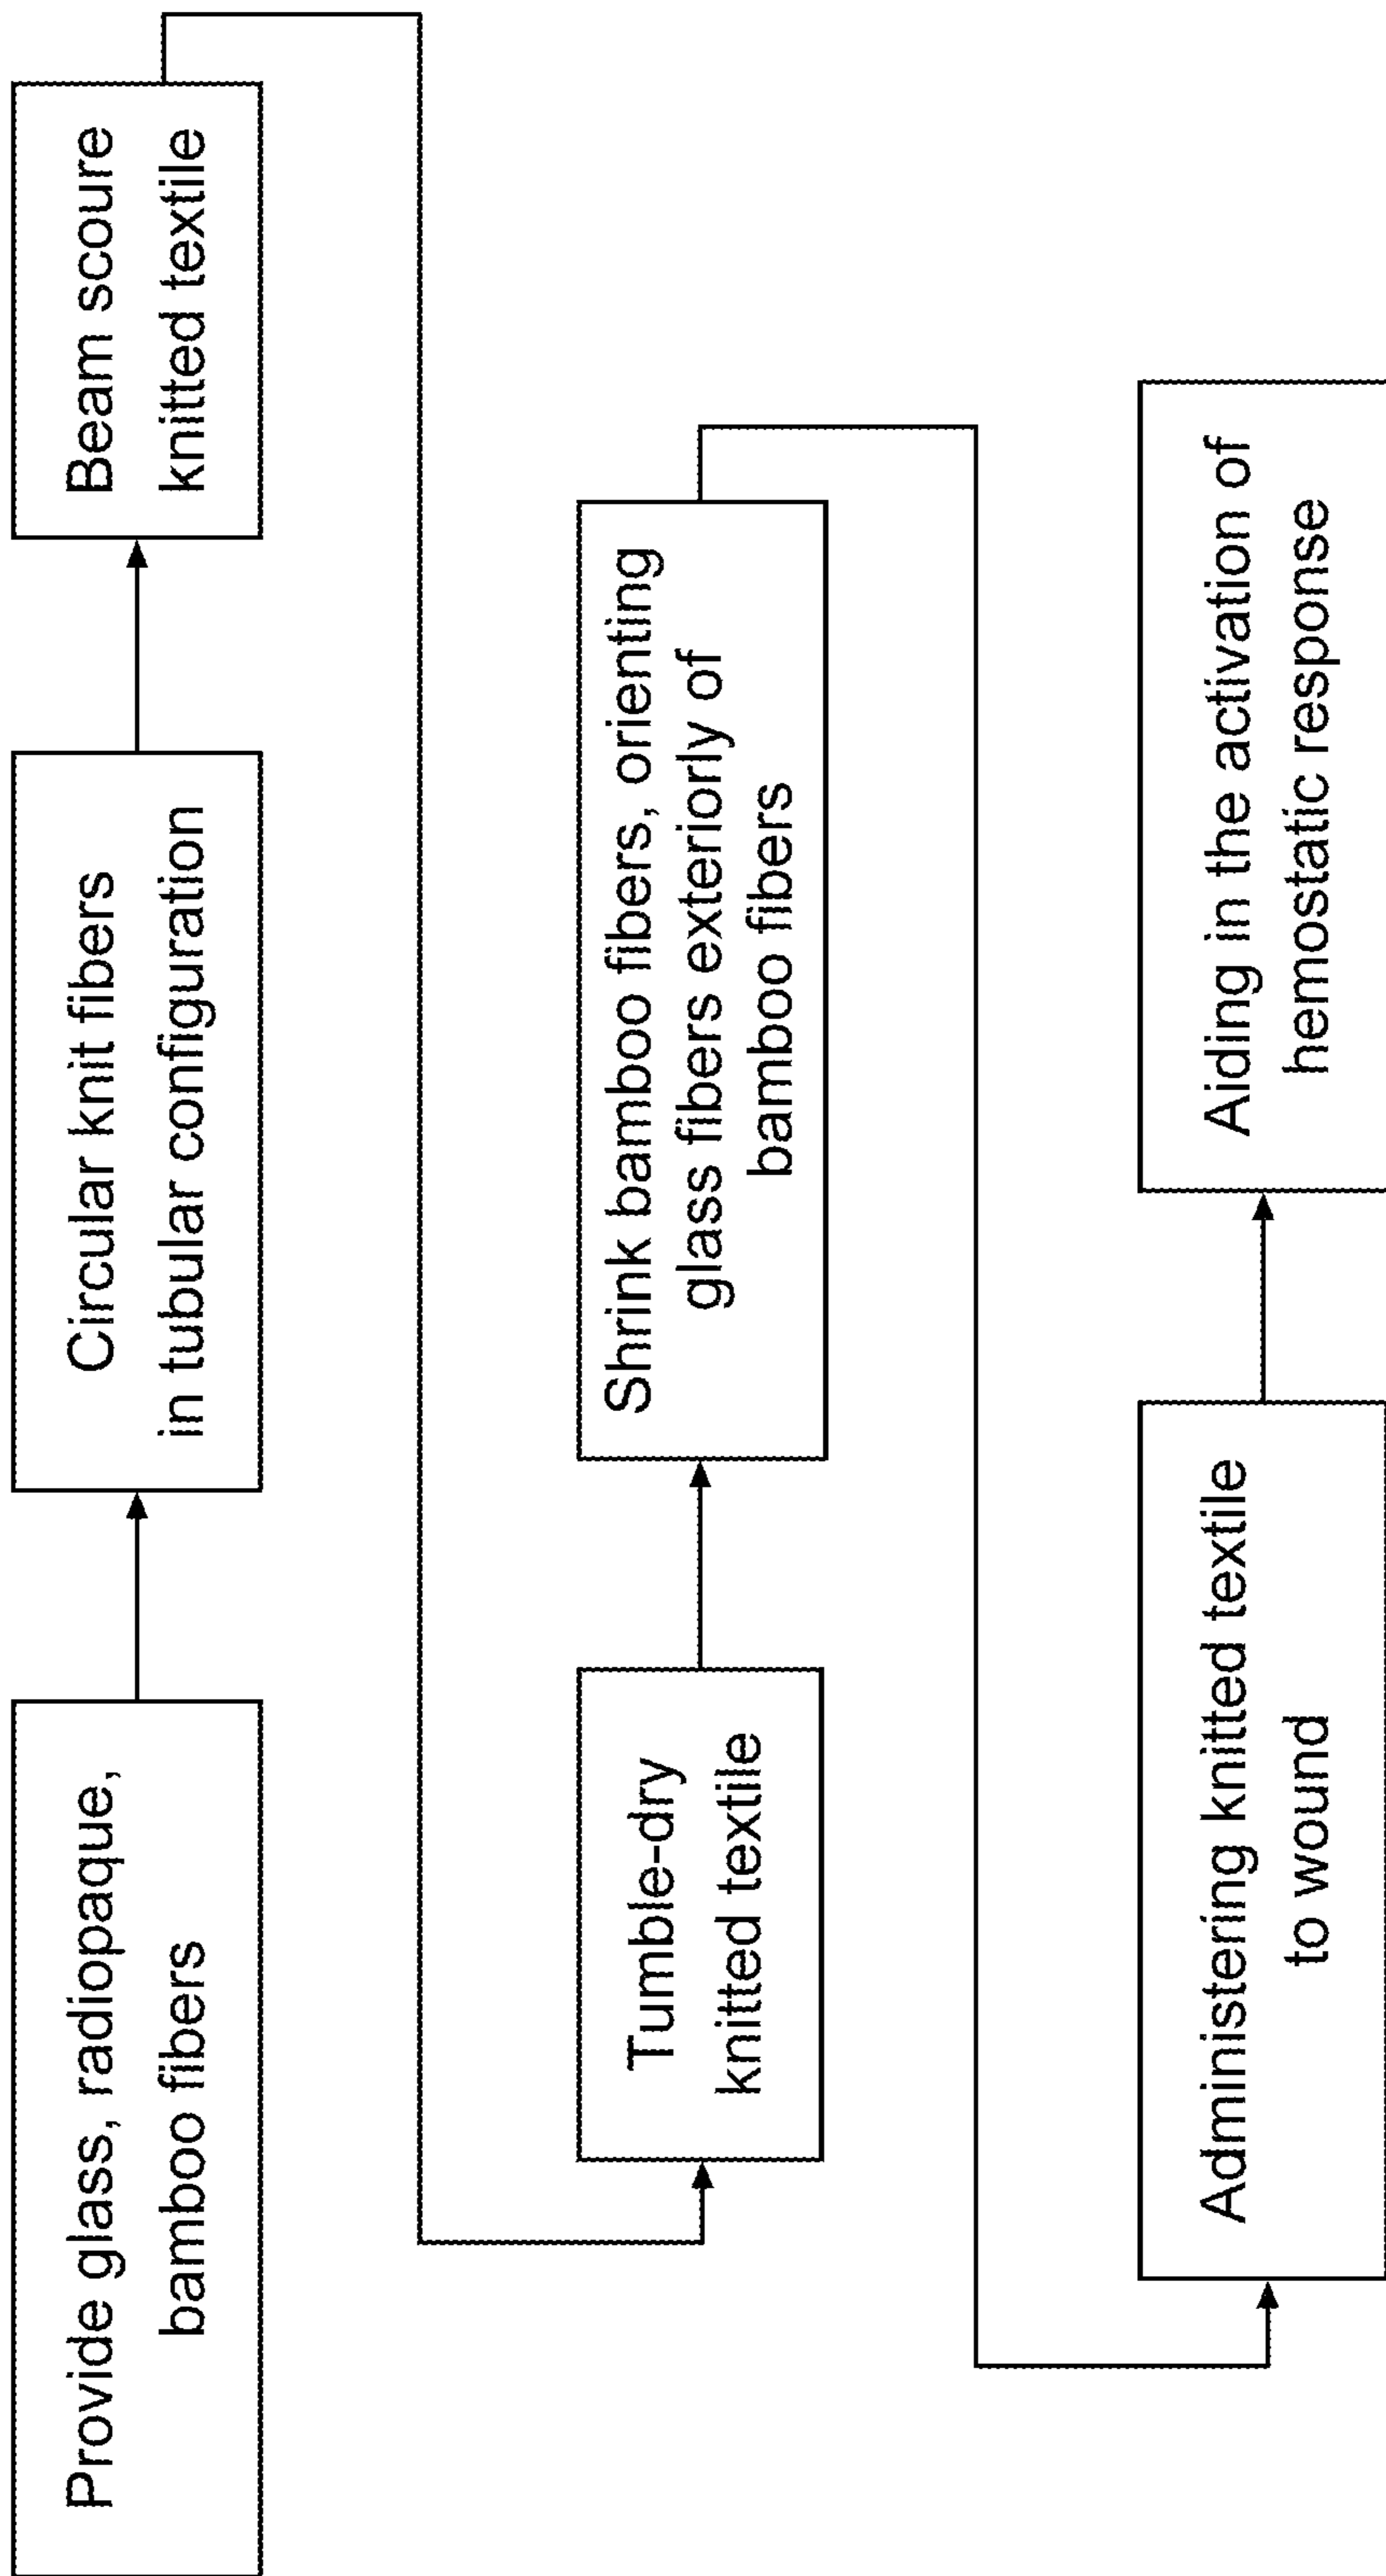 Provide glass, radiopaque,
bamboo fibers
Circular knit fibers
in tubular configuration
Beam scoure
knitted textile
Tumble-dry
knitted textile
Shrink bamboo fibers, orienting
glass fibers exteriorly of
bamboo fibers
Administering knitted textile
to wound
Aiding in the activation of
hemostatic response